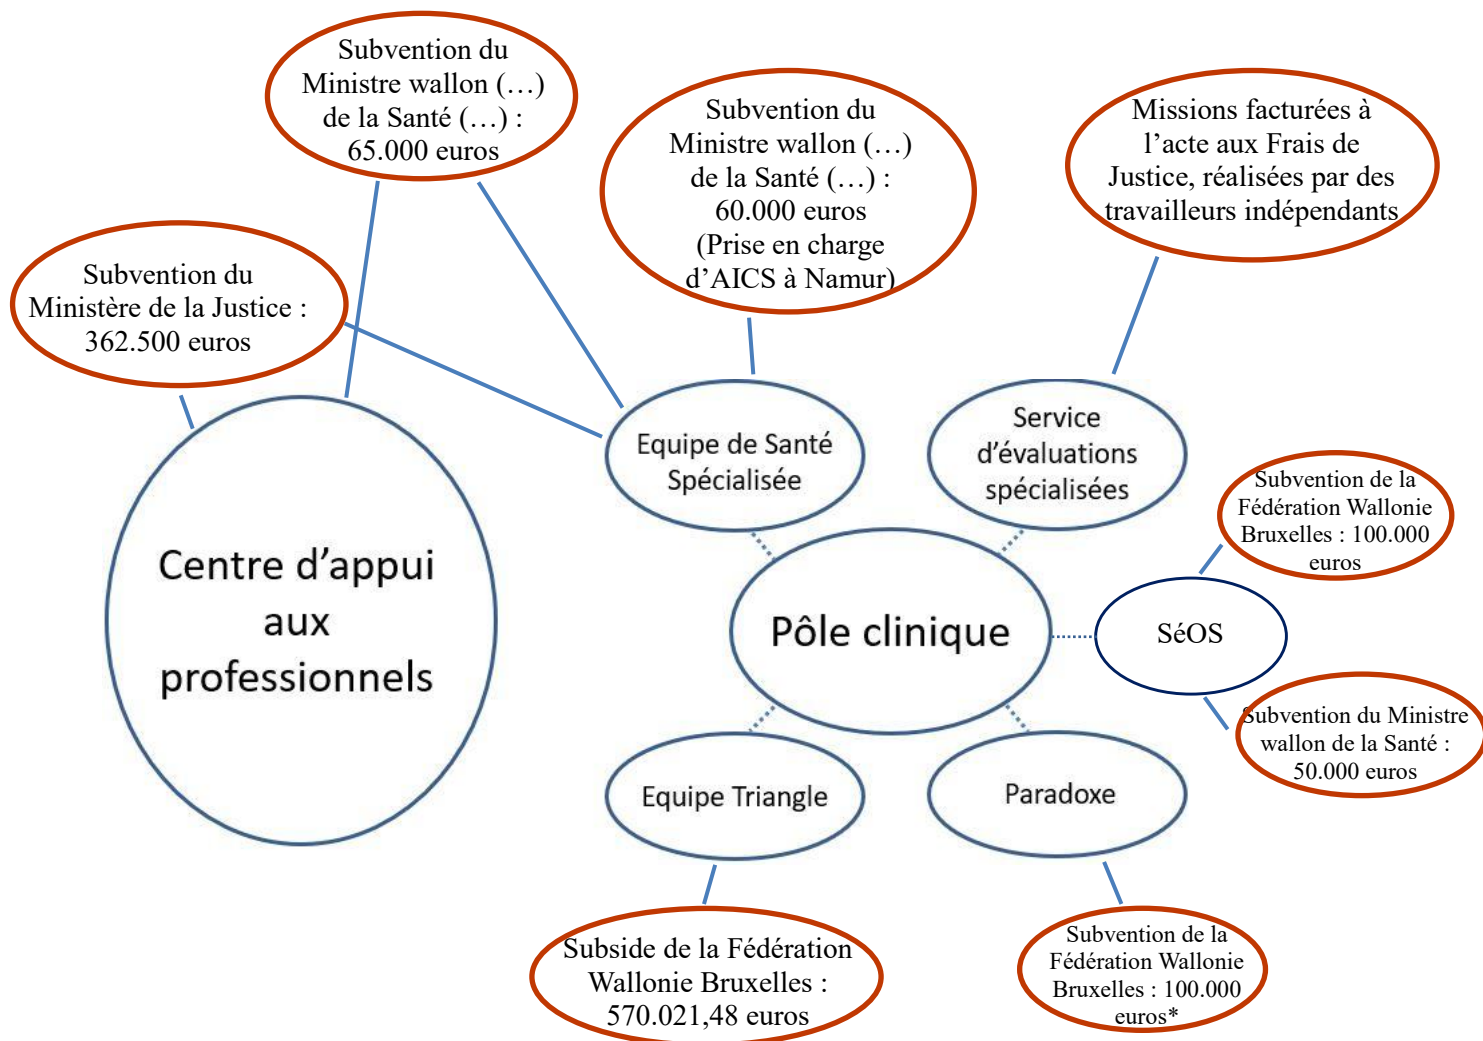 Subvention du
Ministre wallon (…)
de la Santé (…) :
65.000 euros
Subvention du
Ministre wallon (…)
de la Santé (…) :
60.000 euros
(Prise en charge
d’AICS à Namur)
Missions facturées à
l’acte aux Frais de
Justice, réalisées par des
travailleurs indépendants
Subvention du
Ministère de la Justice :
362.500 euros
Equipe de Santé
Spécialisée
Service
d’évaluations
spécialisées
Subvention de la
Fédération Wallonie
Bruxelles : 100.000
euros
Centre d’appui
aux
professionnels
Pôle clinique
SéOS
Subvention du Ministre
wallon de la Santé :
50.000 euros
Equipe Triangle
Paradoxe
Subside de la Fédération
Wallonie Bruxelles :
570.021,48 euros
Subvention de la
Fédération Wallonie
Bruxelles : 100.000
euros*